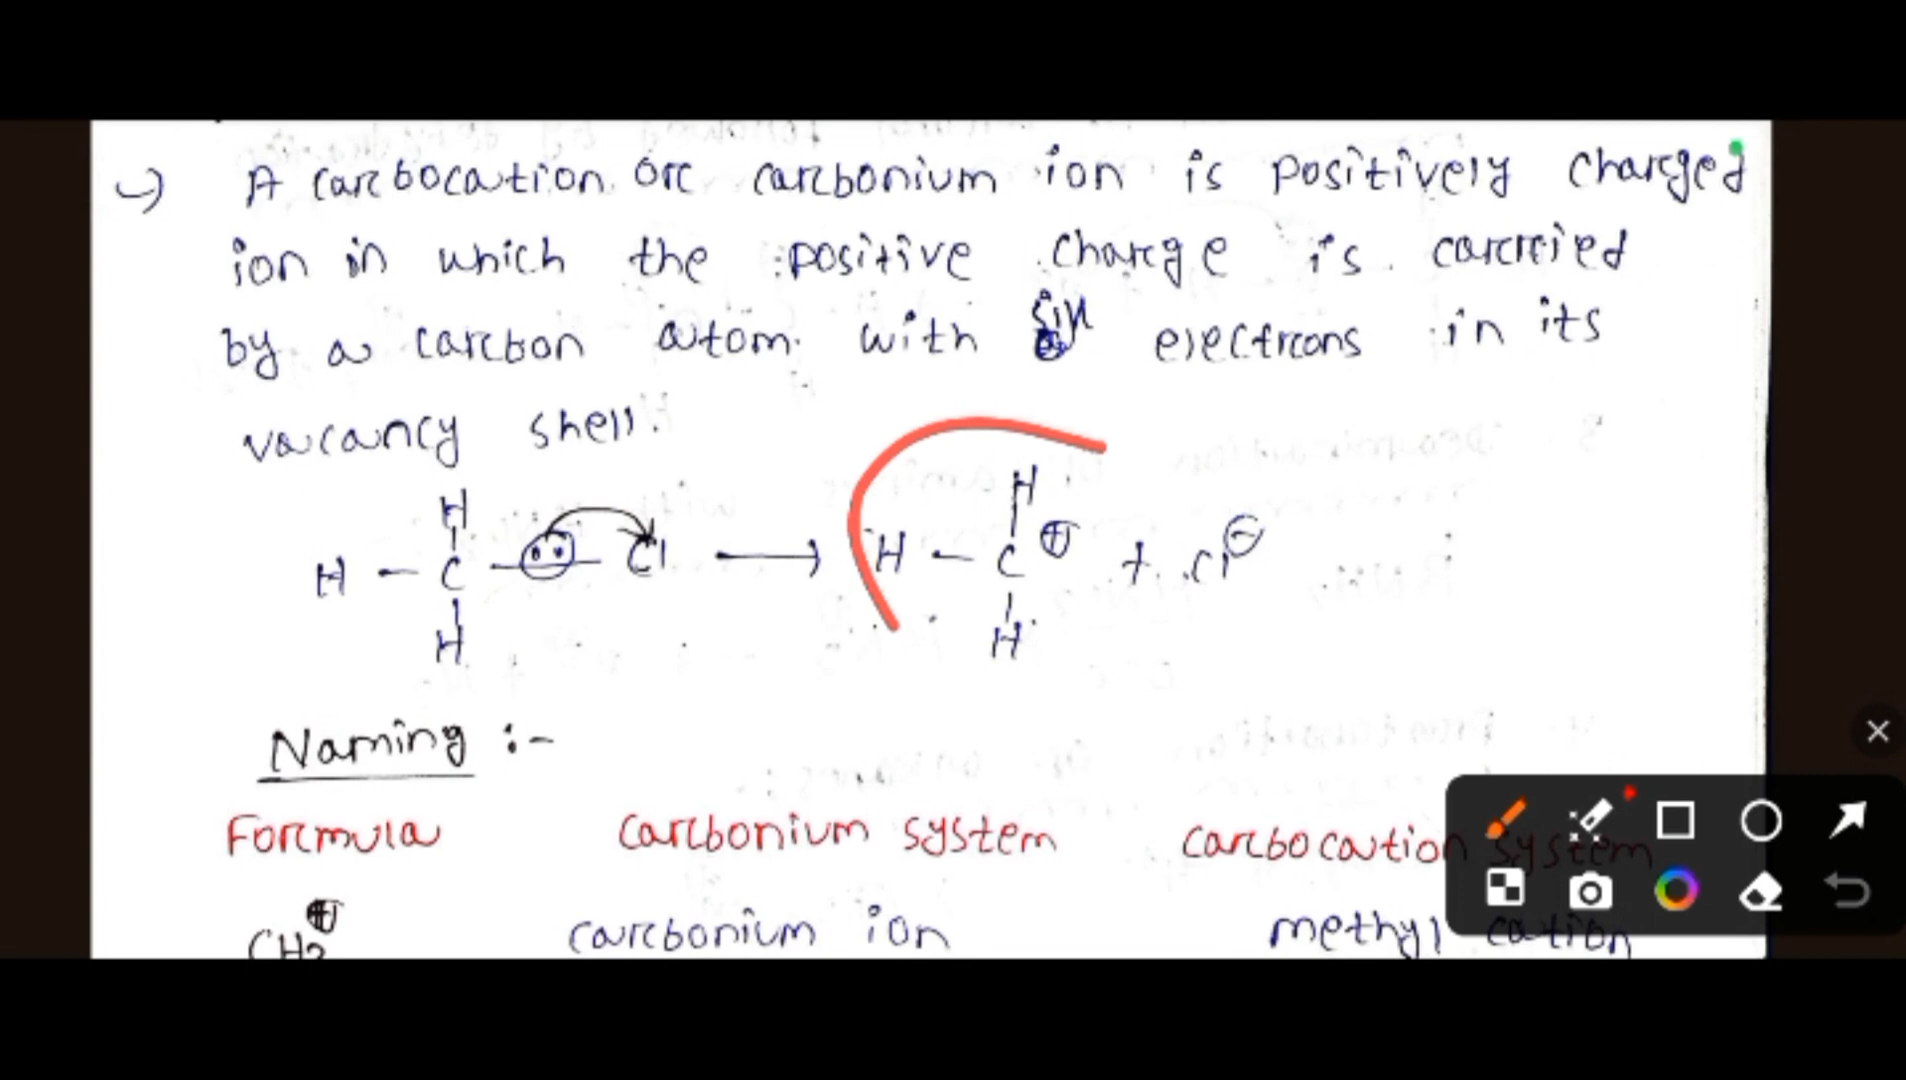 → A carbocation or carbonium ion is positively charged
ion in which the positive charge is carried
by a carbon atom with six electrons in its
vacancy shell.
H H
H - C - : - Cl → H - C ⊕ + Cl ⊖
H H
Naming :-
Formula carbonium system carbocation system
CH3 ⊕ carbonium ion methyl cation